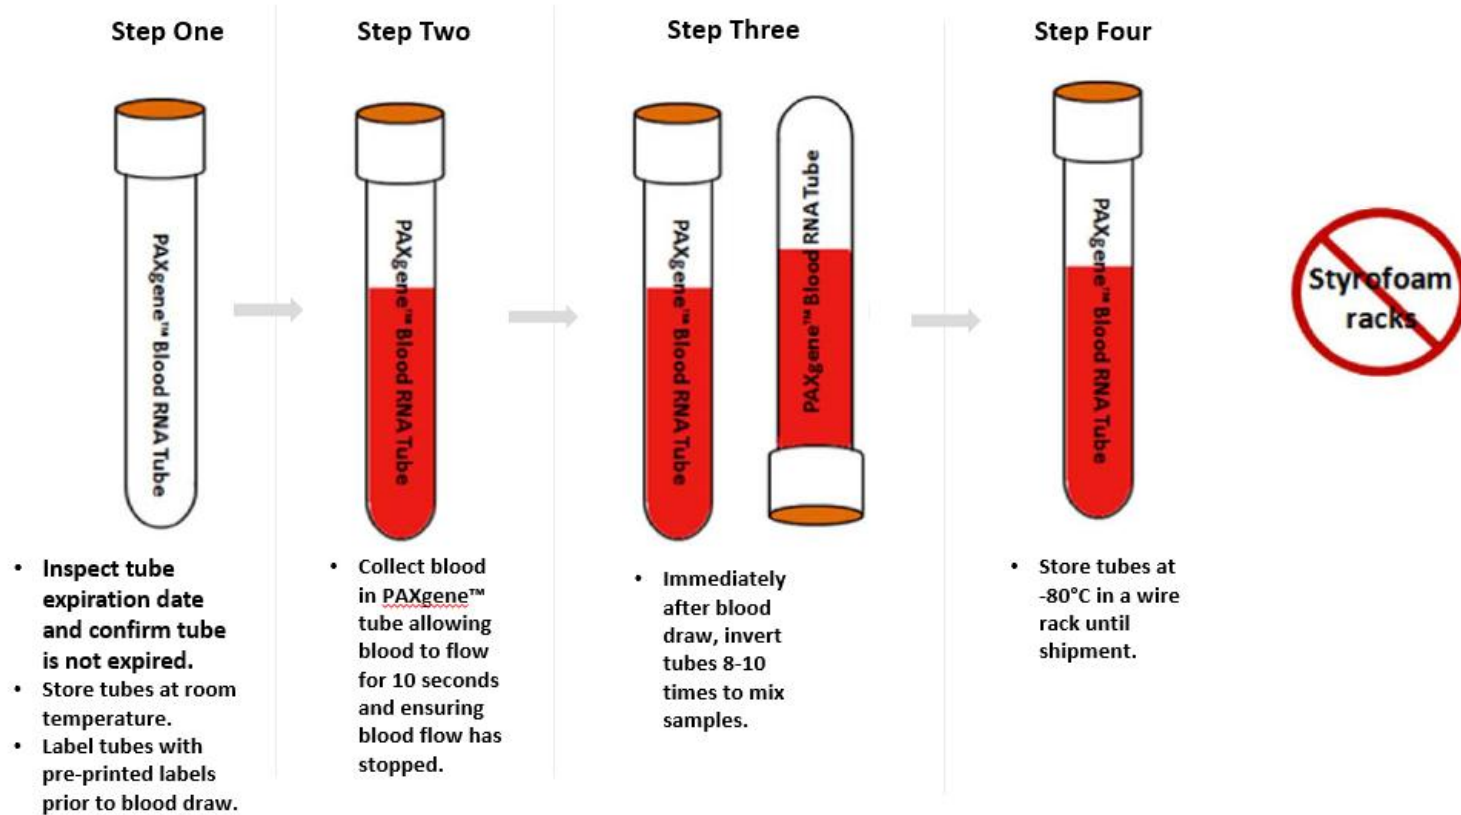 Step One
PAXgene™ Blood RNA Tube
• Inspect tube
expiration date
and confirm tube
is not expired.
• Store tubes at room
temperature.
• Label tubes with
pre-printed labels
prior to blood draw.
Step Two
PAXgene™ Blood RNA Tube
• Collect blood
in PAXgene™
tube allowing
blood to flow
for 10 seconds
and ensuring
blood flow has
stopped.
Step Three
PAXgene™ Blood RNA Tube
PAXgene™ Blood RNA Tube
• Immediately
after blood
draw, invert
tubes 8-10
times to mix
samples.
Step Four
PAXgene™ Blood RNA Tube
• Store tubes at
-80°C in a wire
rack until
shipment.
Styrofoam
racks